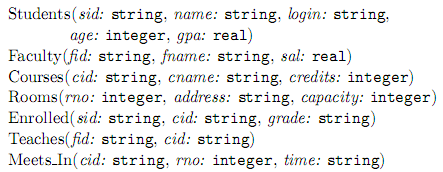 Students(sid: string, name: string, login: string,
age: integer, gpa: real)
Faculty(fid: string, fname: string, sal: real)
Courses(cid: string, cname: string, credits: integer)
Rooms(rno: integer, address: string, capacity: integer)
Enrolled(sid: string, cid: string, grade: string)
Teaches(fid: string, cid: string)
Meets_In(cid: string, rno: integer, time: string)